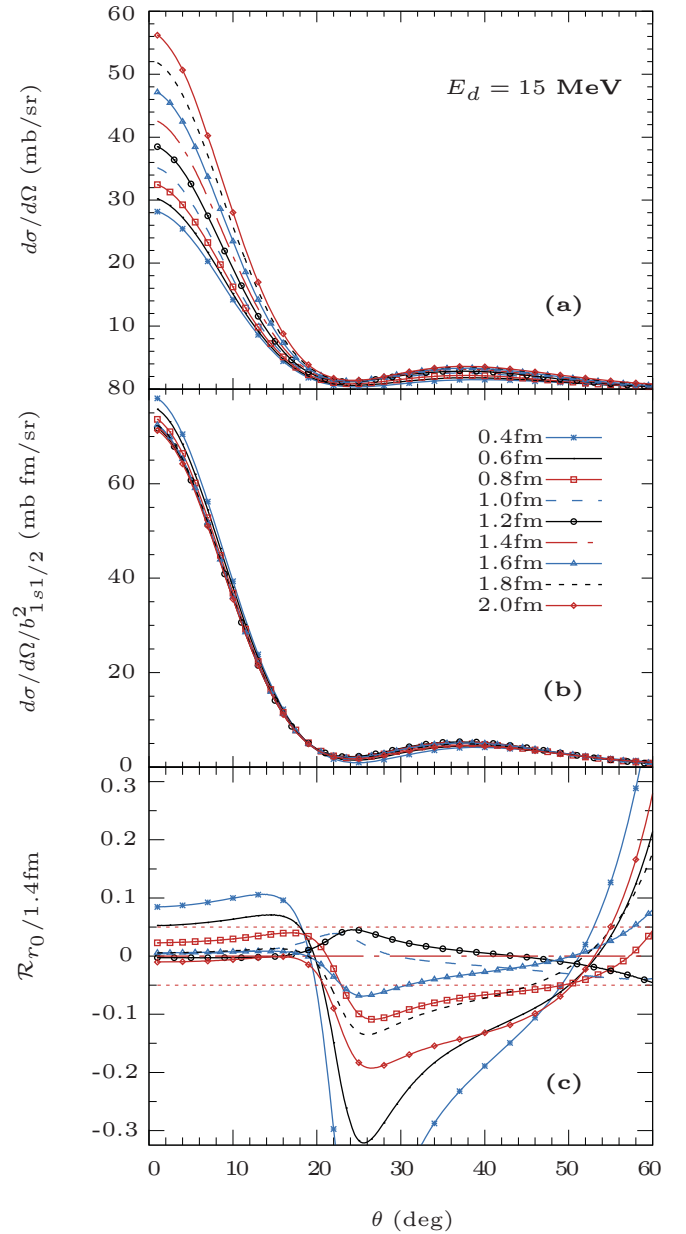 60
50
40
30
20
10
dσ/dΩ (mb/sr)
E_d = 15 MeV
(a)
80
60
40
20
0
dσ/dΩ/b²_{1s1/2} (mb fm/sr)
0.4fm
0.6fm
0.8fm
1.0fm
1.2fm
1.4fm
1.6fm
1.8fm
2.0fm
(b)
0.3
0.2
0.1
0
-0.1
-0.2
-0.3
ℛ_{r₀/1.4fm}
(c)
0 10 20 30 40 50 60
θ (deg)